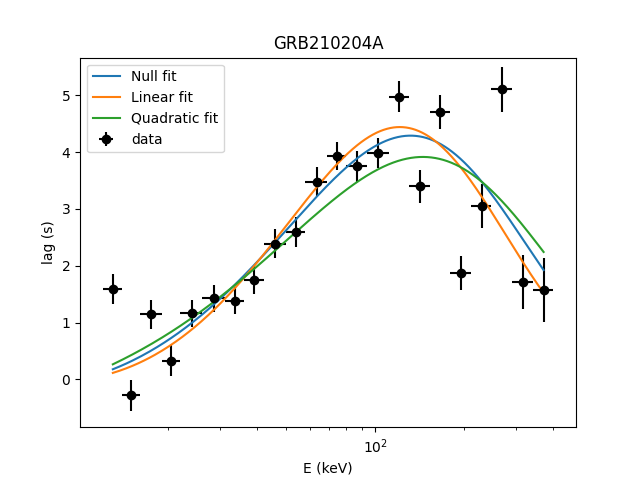 GRB210204A
Null fit
Linear fit
Quadratic fit
data
lag (s)
5
4
3
2
1
0
10²
E (keV)